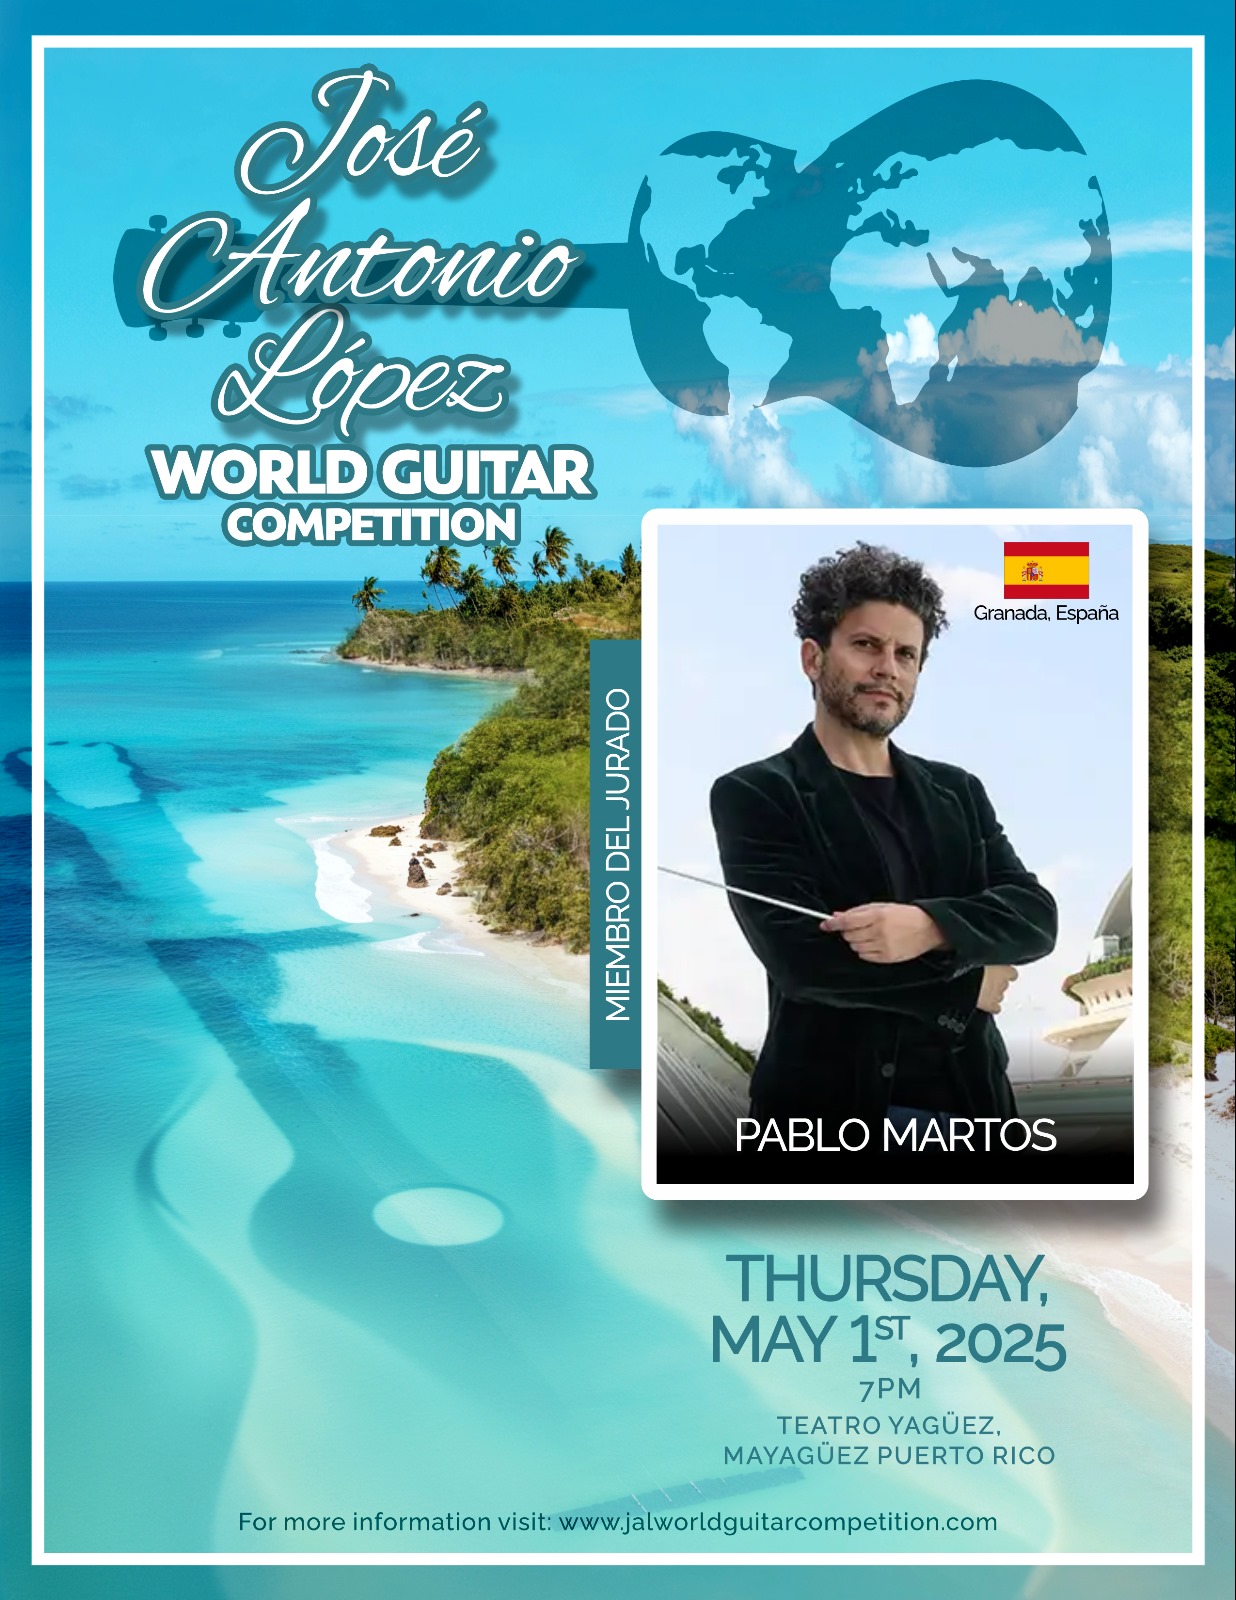 José
Antonio
López
WORLD GUITAR
COMPETITION
Granada, España
MIEMBRO DEL JURADO
PABLO MARTOS
THURSDAY,
MAY 1ST, 2025
7PM
TEATRO YAGÜEZ,
MAYAGÜEZ PUERTO RICO
For more information visit: www.jalworldguitarcompetition.com